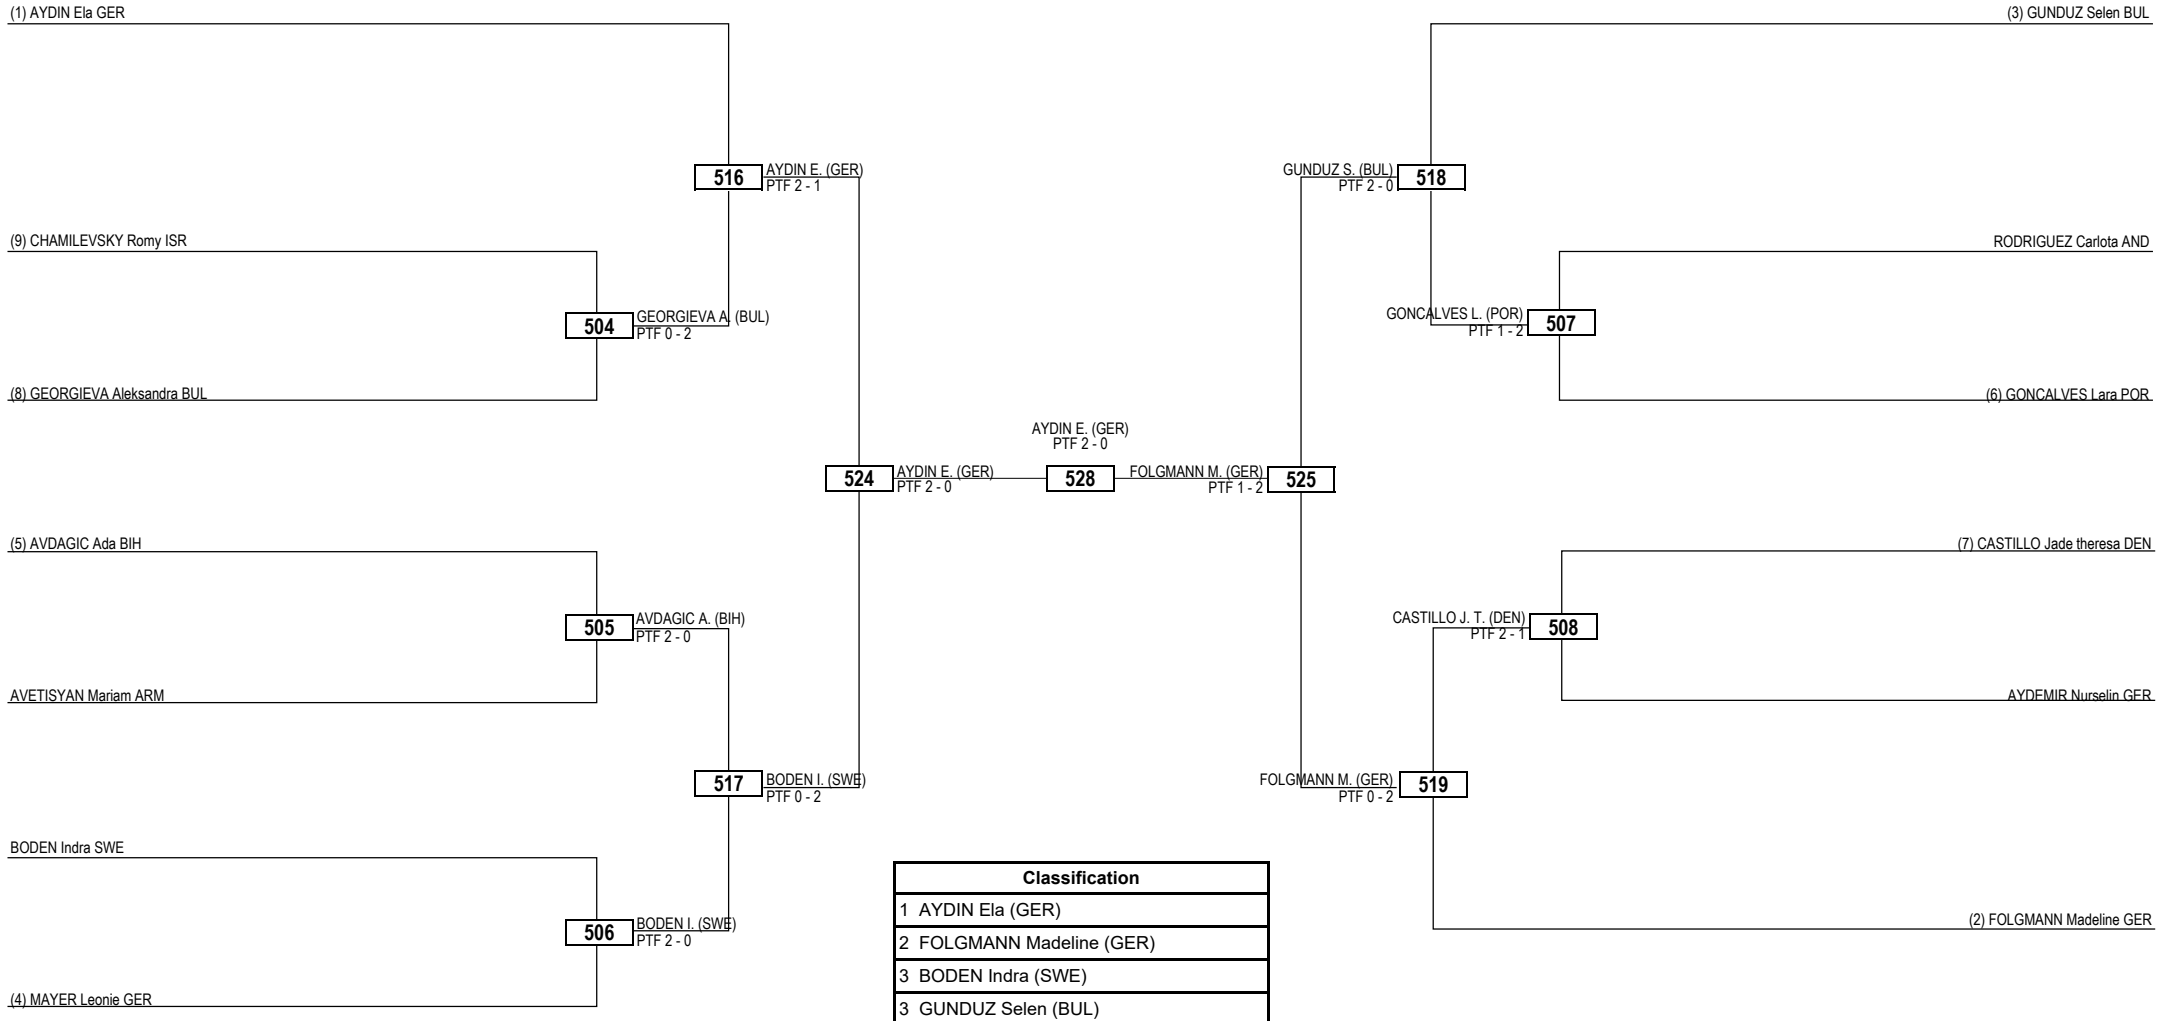 (1) AYDIN Ela GER
(3) GUNDUZ Selen BUL
516
AYDIN E. (GER)
PTF 2 - 1
GUNDUZ S. (BUL)
PTF 2 - 0
518
(9) CHAMILEVSKY Romy ISR
RODRIGUEZ Carlota AND
504
GEORGIEVA A. (BUL)
PTF 0 - 2
GONCALVES L. (POR)
PTF 1 - 2
507
(8) GEORGIEVA Aleksandra BUL
(6) GONCALVES Lara POR
AYDIN E. (GER)
PTF 2 - 0
524
AYDIN E. (GER)
PTF 2 - 0
528
FOLGMANN M. (GER)
PTF 1 - 2
525
(5) AVDAGIC Ada BIH
(7) CASTILLO Jade theresa DEN
505
AVDAGIC A. (BIH)
PTF 2 - 0
CASTILLO J. T. (DEN)
PTF 2 - 1
508
AVETISYAN Mariam ARM
AYDEMIR Nurselin GER
517
BODEN I. (SWE)
PTF 0 - 2
FOLGMANN M. (GER)
PTF 0 - 2
519
BODEN Indra SWE
506
BODEN I. (SWE)
PTF 2 - 0
(2) FOLGMANN Madeline GER
(4) MAYER Leonie GER
Classification
1 AYDIN Ela (GER)
2 FOLGMANN Madeline (GER)
3 BODEN Indra (SWE)
3 GUNDUZ Selen (BUL)